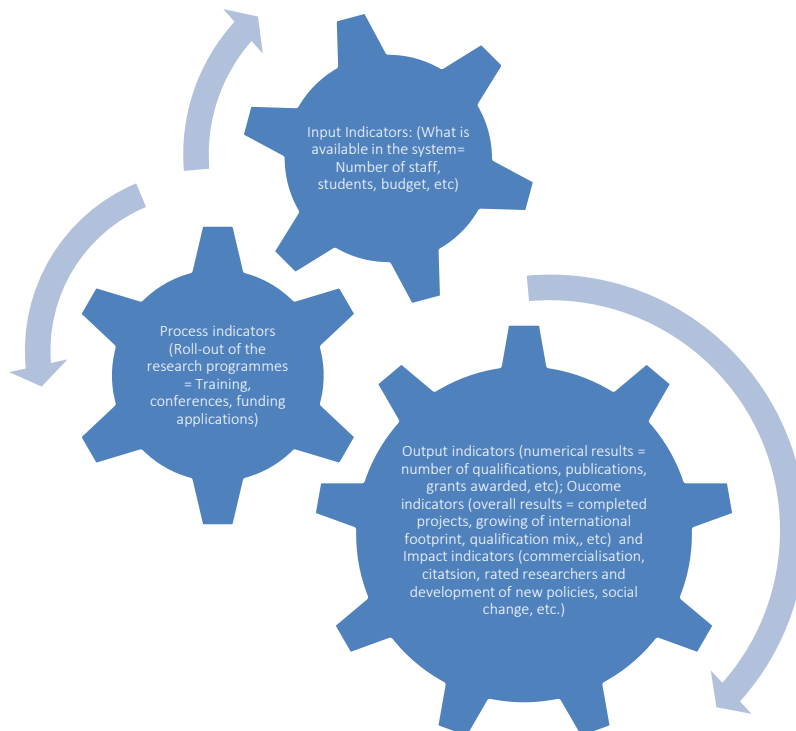 Input Indicators: (What is
available in the system=
Number of staff,
students, budget, etc)
Process indicators
(Roll-out of the
research programmes
= Training,
conferences, funding
applications)
Output indicators (numerical results =
number of qualifications, publications,
grants awarded, etc); Oucome
indicators (overall results = completed
projects, growing of international
footprint, qualification mix,, etc)  and
Impact indicators (commercialisation,
citatsion, rated researchers and
development of new policies, social
change, etc.)